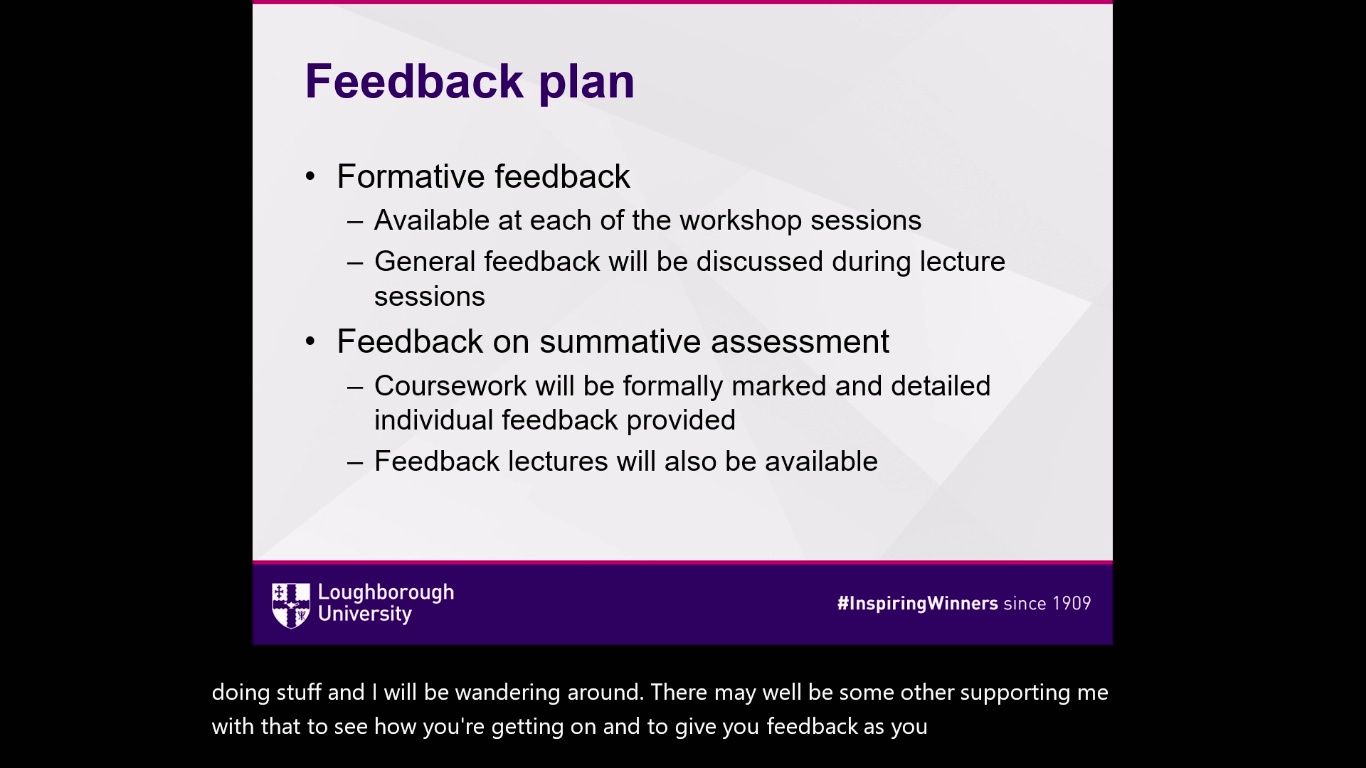 Feedback plan
• Formative feedback
– Available at each of the workshop sessions
– General feedback will be discussed during lecture
sessions
• Feedback on summative assessment
– Coursework will be formally marked and detailed
individual feedback provided
– Feedback lectures will also be available
Loughborough
University
#InspiringWinners since 1909
doing stuff and I will be wandering around. There may well be some other supporting me
with that to see how you're getting on and to give you feedback as you